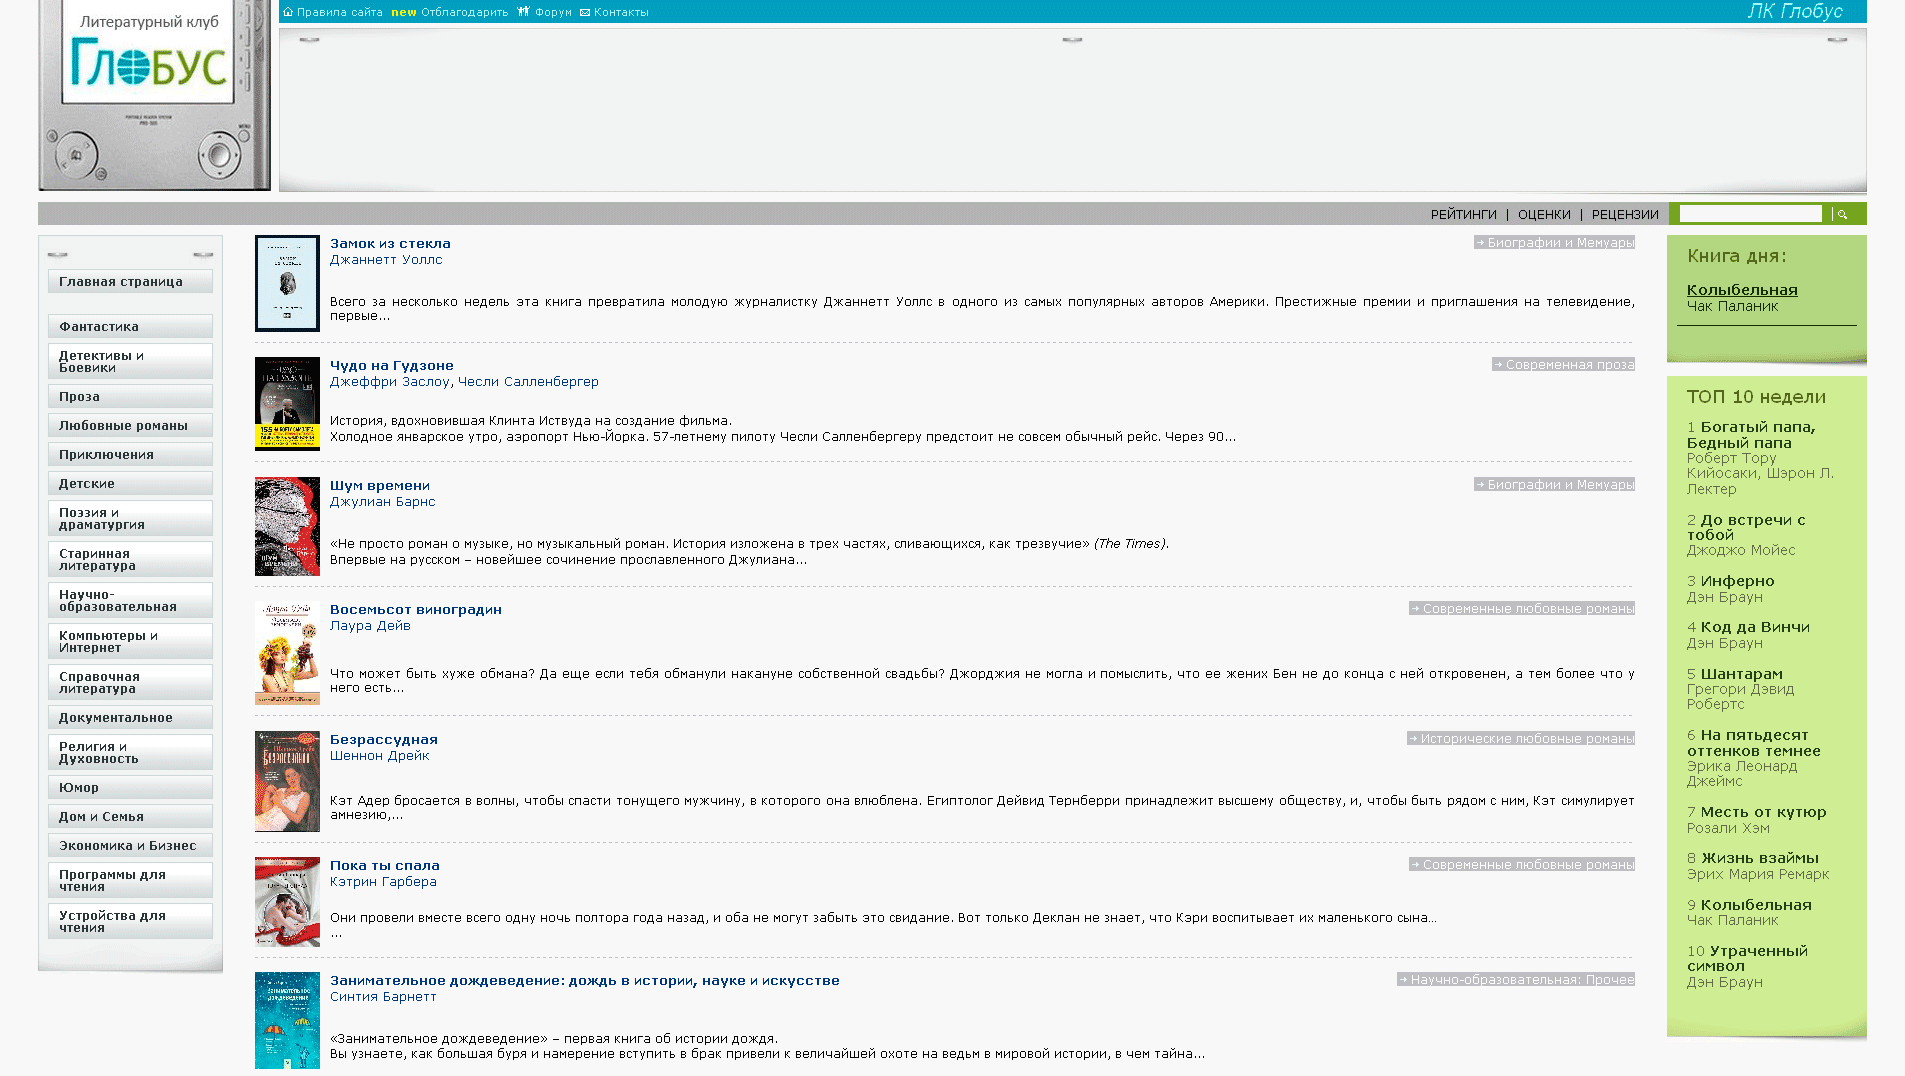 Литературный клуб
Глобус
Правила сайта new Отблагодарить Форум Контакты
ЛК Глобус
РЕЙТИНГИ | ОЦЕНКИ | РЕЦЕНЗИИ
Главная страница
Фантастика
Детективы и
Боевики
Проза
Любовные романы
Приключения
Детские
Поэзия и
драматургия
Старинная
литература
Научно-
образовательная
Компьютеры и
Интернет
Справочная
литература
Документальное
Религия и
Духовность
Юмор
Дом и Семья
Экономика и Бизнес
Программы для
чтения
Устройства для
чтения
Замок из стекла
Биографии и Мемуары
Джаннетт Уоллс
Всего за несколько недель эта книга превратила молодую журналистку Джаннетт Уоллс в одного из самых популярных авторов Америки. Престижные премии и приглашения на телевидение,
первые...
Чудо на Гудзоне
Современная проза
Джеффри Заслоу, Чесли Салленбергер
История, вдохновившая Клинта Иствуда на создание фильма.
Холодное январское утро, аэропорт Нью-Йорка. 57-летнему пилоту Чесли Салленбергеру предстоит не совсем обычный рейс. Через 90...
Шум времени
Биографии и Мемуары
Джулиан Барнс
«Не просто роман о музыке, но музыкальный роман. История изложена в трех частях, сливающихся, как трезвучие» (The Times).
Впервые на русском – новейшее сочинение прославленного Джулиана...
Восемьсот виноградин
Современные любовные романы
Лаура Дейв
Что может быть хуже обмана? Да еще если тебя обманули накануне собственной свадьбы? Джорджия не могла и помыслить, что ее жених Бен не до конца с ней откровенен, а тем более что у
него есть...
Безрассудная
Исторические любовные романы
Шеннон Дрейк
Кэт Адер бросается в волны, чтобы спасти тонущего мужчину, в которого она влюблена. Египтолог Дейвид Тернберри принадлежит высшему обществу, и, чтобы быть рядом с ним, Кэт симулирует
амнезию,...
Пока ты спала
Современные любовные романы
Кэтрин Гарбера
Они провели вместе всего одну ночь полтора года назад, и оба не могут забыть это свидание. Вот только Деклан не знает, что Кэри воспитывает их маленького сына…
...
Занимательное дождеведение: дождь в истории, науке и искусстве
Научно-образовательная: Прочее
Синтия Барнетт
«Занимательное дождеведение» – первая книга об истории дождя.
Вы узнаете, как большая буря и намерение вступить в брак привели к величайшей охоте на ведьм в мировой истории, в чем тайна...
Книга дня:
Колыбельная
Чак Паланик
ТОП 10 недели
1 Богатый папа,
Бедный папа
Роберт Тору
Кийосаки, Шэрон Л.
Лектер
2 До встречи с
тобой
Джоджо Мойес
3 Инферно
Дэн Браун
4 Код да Винчи
Дэн Браун
5 Шантарам
Грегори Дэвид
Робертс
6 На пятьдесят
оттенков темнее
Эрика Леонард
Джеймс
7 Месть от кутюр
Розали Хэм
8 Жизнь взаймы
Эрих Мария Ремарк
9 Колыбельная
Чак Паланик
10 Утраченный
символ
Дэн Браун